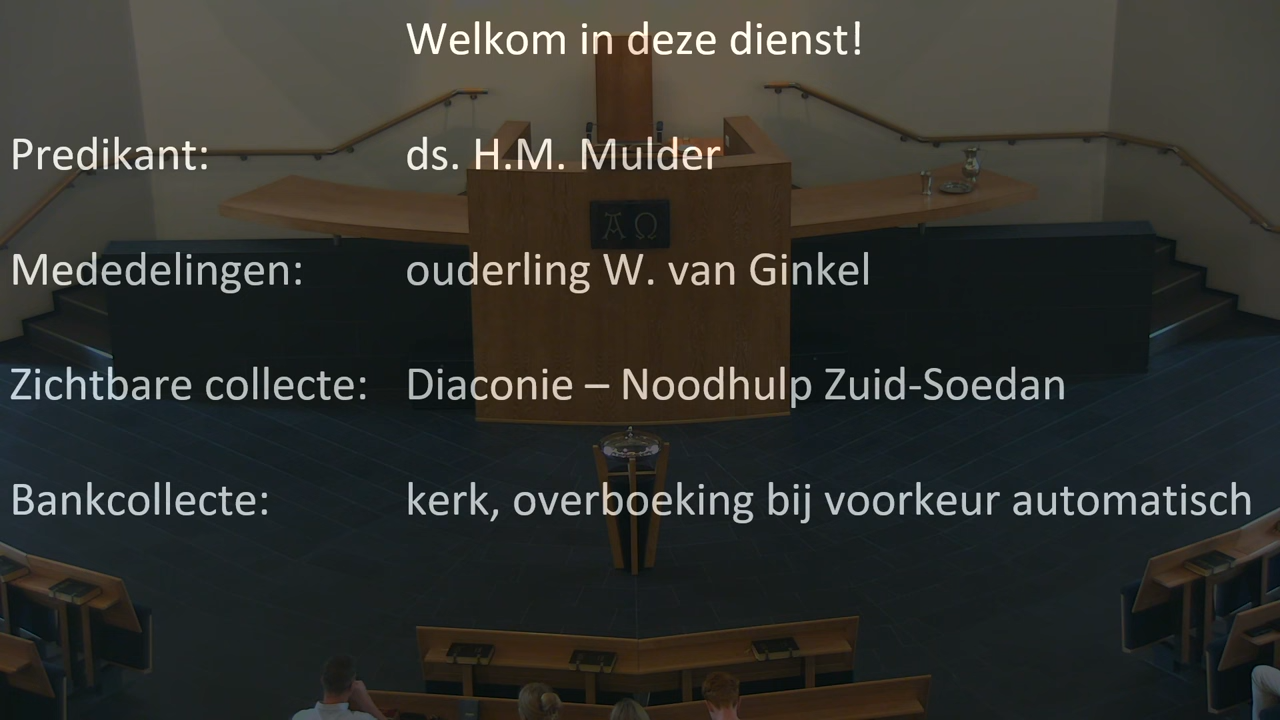 Welkom in deze dienst!
Predikant: ds. H.M. Mulder
Α Ω
Mededelingen: ouderling W. van Ginkel
Zichtbare collecte: Diaconie – Noodhulp Zuid-Soedan
Bankcollecte: kerk, overboeking bij voorkeur automatisch